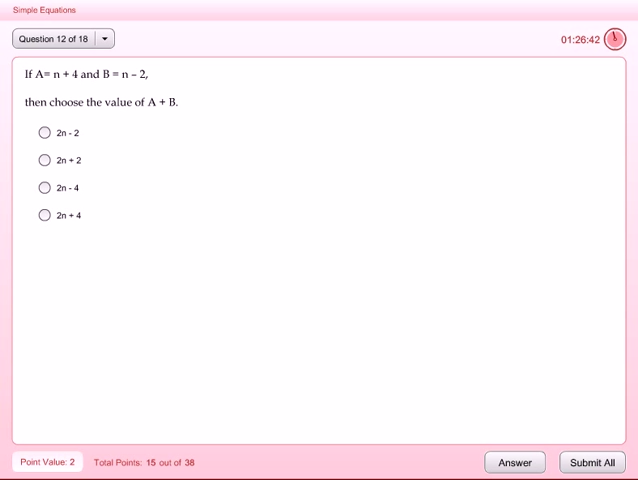 Simple Equations
Question 12 of 18
01:26:42
If A= n + 4 and B = n – 2,
then choose the value of A + B.
2n - 2
2n + 2
2n - 4
2n + 4
Point Value: 2
Total Points: 15 out of 38
Answer
Submit All